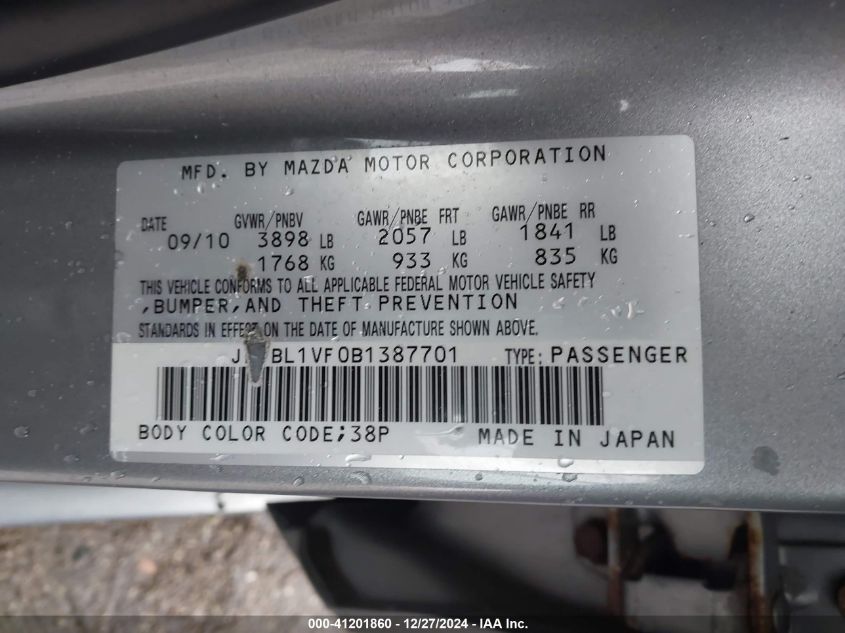 MFD. BY MAZDA MOTOR CORPORATION
DATE GVWR/PNBV GAWR/PNBE FRT GAWR/PNBE RR
09/10 3898 LB 2057 LB 1841 LB
1768 KG 933 KG 835 KG
THIS VEHICLE CONFORMS TO ALL APPLICABLE FEDERAL MOTOR VEHICLE SAFETY
,BUMPER,AND THEFT PREVENTION
STANDARDS IN EFFECT ON THE DATE OF MANUFACTURE SHOWN ABOVE.
TYPE: PASSENGER
BODY COLOR CODE;38P MADE IN JAPAN
000-41201860 - 12/27/2024 - IAA Inc.